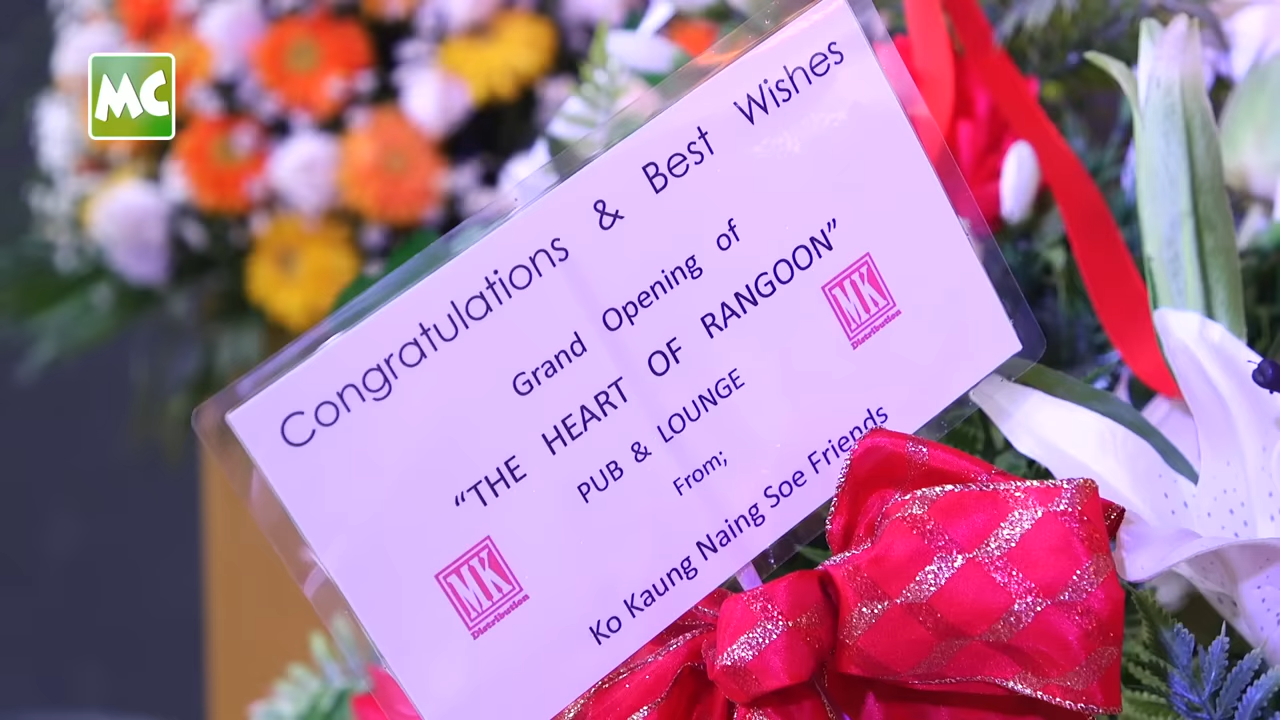 MC
Congratulations & Best Wishes
Grand Opening of
“THE HEART OF RANGOON”
PUB & LOUNGE
From;
Ko Kaung Naing Soe Friends
MK
Distribution
MK
Distribution